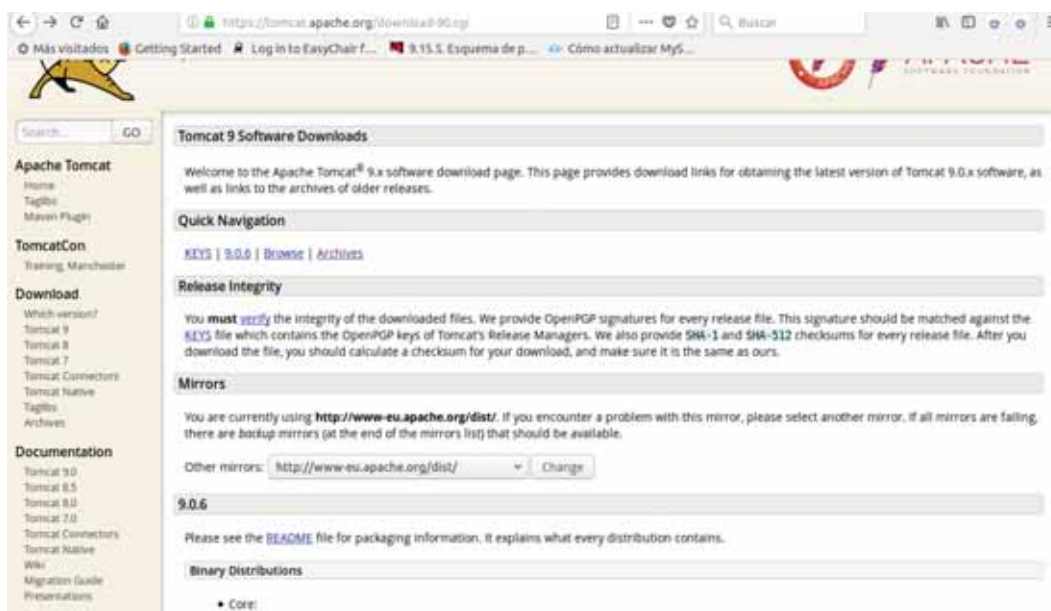 https://tomcat.apache.org/download-90.cgi
Buscar
Más visitados Getting Started Log in to EasyChair f... 9.15.5. Esquema de p... Cómo actualizar MyS...
APACHE
SOFTWARE FOUNDATION
Search... GO
Apache Tomcat
Home
Taglibs
Maven Plugin
TomcatCon
Training, Manchester
Download
Which version?
Tomcat 9
Tomcat 8
Tomcat 7
Tomcat Connectors
Tomcat Native
Taglibs
Archives
Documentation
Tomcat 9.0
Tomcat 8.5
Tomcat 8.0
Tomcat 7.0
Tomcat Connectors
Tomcat Native
Wiki
Migration Guide
Presentations
Tomcat 9 Software Downloads
Welcome to the Apache Tomcat® 9.x software download page. This page provides download links for obtaining the latest version of Tomcat 9.0.x software, as
well as links to the archives of older releases.
Quick Navigation
KEYS | 9.0.6 | Browse | Archives
Release Integrity
You must verify the integrity of the downloaded files. We provide OpenPGP signatures for every release file. This signature should be matched against the
KEYS file which contains the OpenPGP keys of Tomcat's Release Managers. We also provide SHA-1 and SHA-512 checksums for every release file. After you
download the file, you should calculate a checksum for your download, and make sure it is the same as ours.
Mirrors
You are currently using http://www-eu.apache.org/dist/. If you encounter a problem with this mirror, please select another mirror. If all mirrors are failing,
there are backup mirrors (at the end of the mirrors list) that should be available.
Other mirrors: http://www-eu.apache.org/dist/ Change
9.0.6
Please see the README file for packaging information. It explains what every distribution contains.
Binary Distributions
• Core: